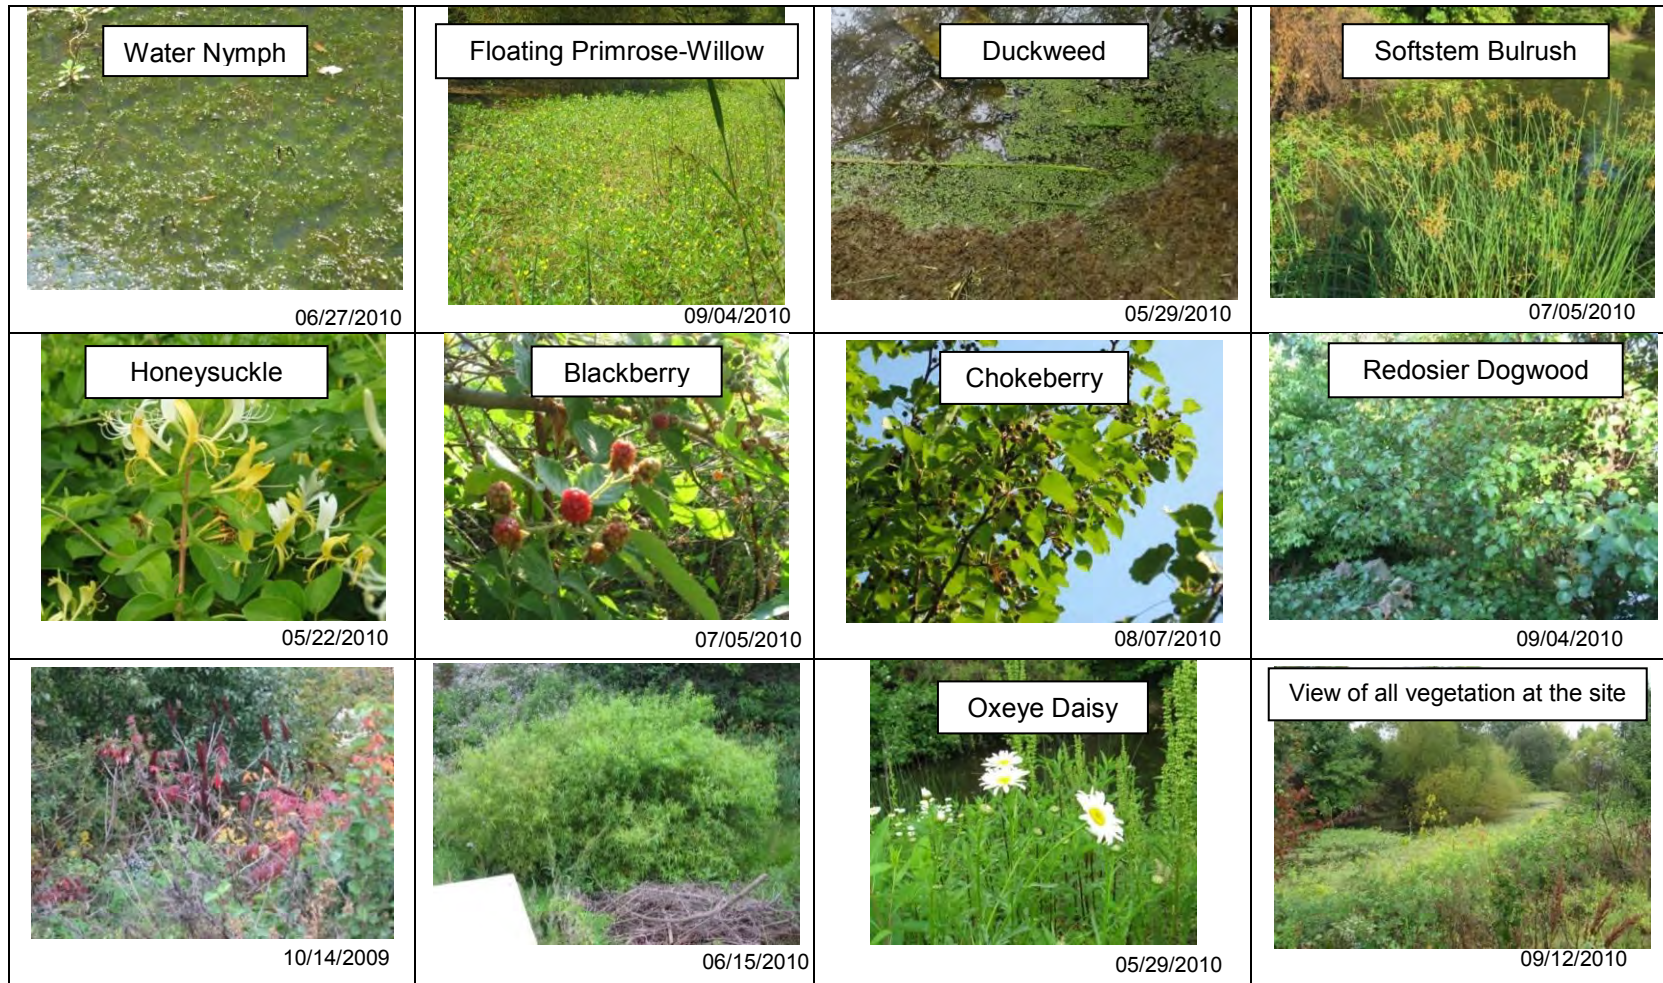 Water Nymph
Floating Primrose-Willow
Duckweed
Softstem Bulrush
06/27/2010
09/04/2010
05/29/2010
07/05/2010
Honeysuckle
Blackberry
Chokeberry
Redosier Dogwood
05/22/2010
07/05/2010
08/07/2010
09/04/2010
Oxeye Daisy
View of all vegetation at the site
10/14/2009
06/15/2010
05/29/2010
09/12/2010